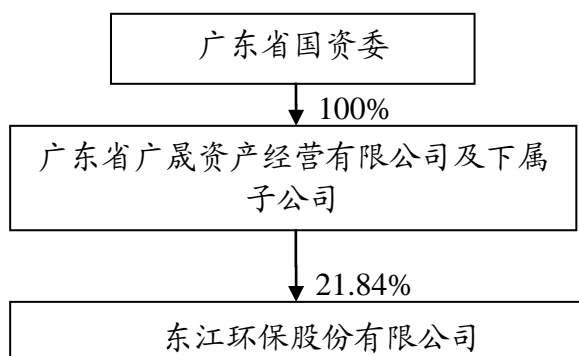 广东省国资委
100%
广东省广晟资产经营有限公司及下属
子公司
21.84%
东江环保股份有限公司